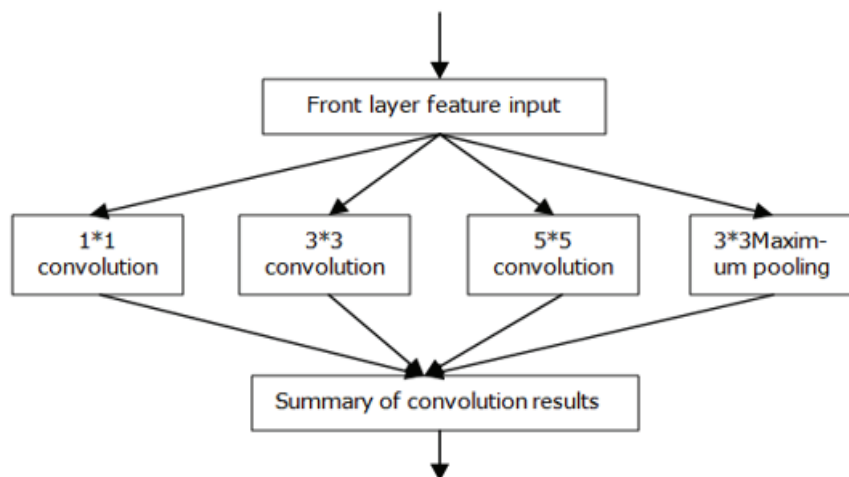 Front layer feature input
1*1
convolution
3*3
convolution
5*5
convolution
3*3Maxim-
um pooling
Summary of convolution results